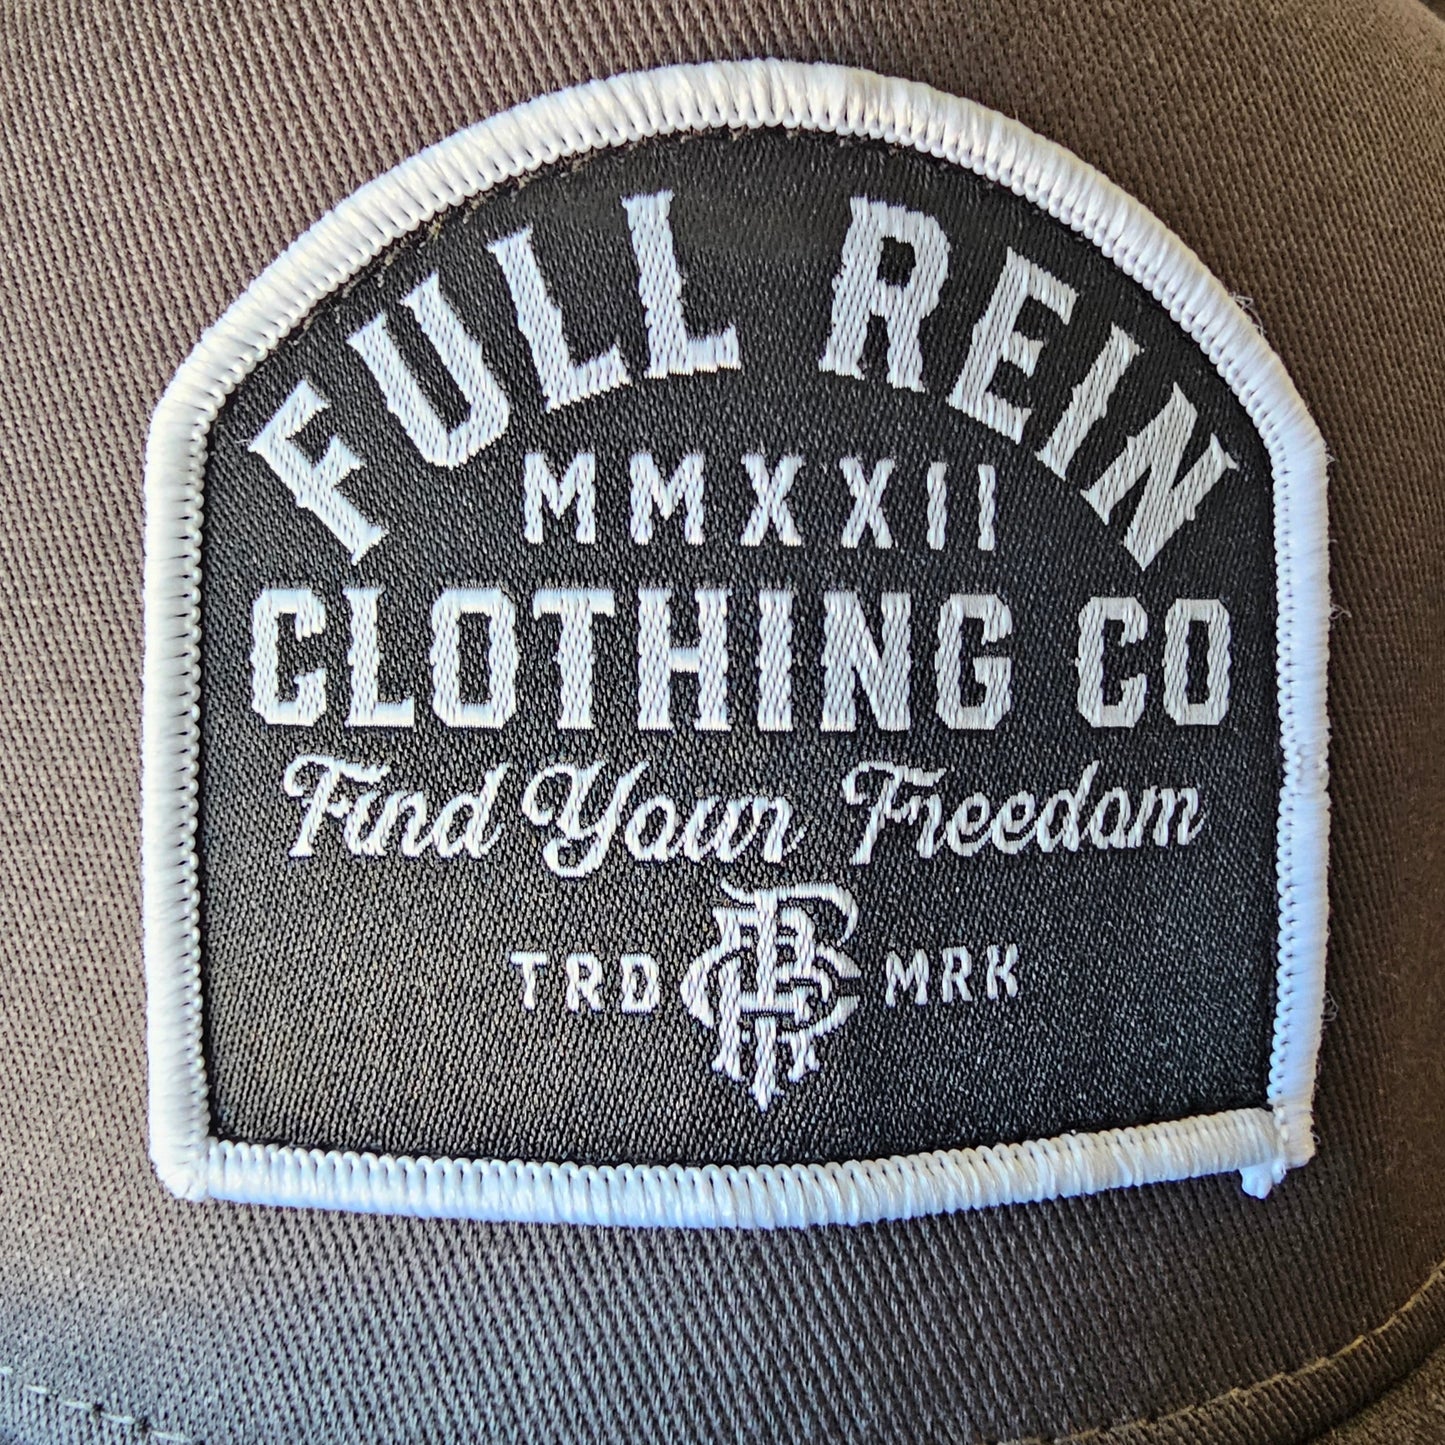 FULL REIN
MMXXII
CLOTHING CO
Find Your Freedom
TRD MRK